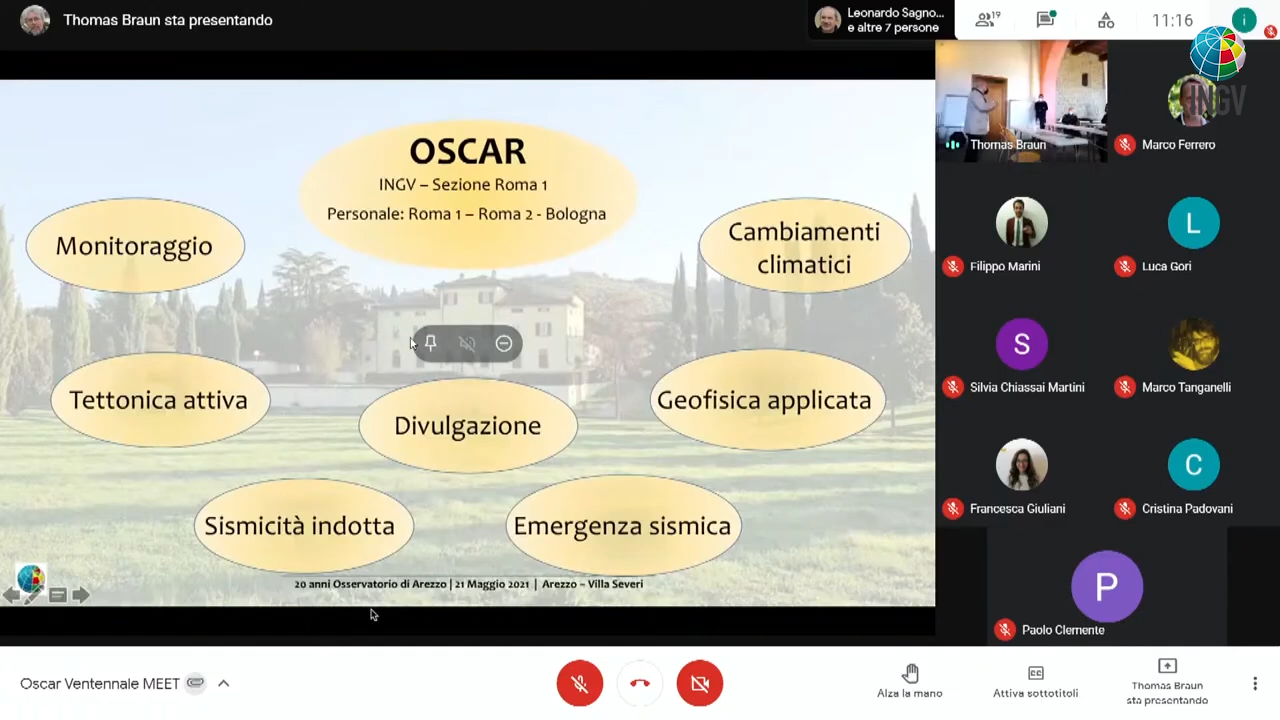 Thomas Braun sta presentando
Leonardo Sagno...
e altre 7 persone
19
11:16
i
INGV
OSCAR
INGV – Sezione Roma 1
Personale: Roma 1 – Roma 2 - Bologna
Monitoraggio
Cambiamenti
climatici
Tettonica attiva
Divulgazione
Geofisica applicata
Sismicità indotta
Emergenza sismica
20 anni Osservatorio di Arezzo | 21 Maggio 2021 | Arezzo – Villa Severi
Thomas Braun
Marco Ferrero
Filippo Marini
L
Luca Gori
S
Silvia Chiassai Martini
Marco Tanganelli
Francesca Giuliani
C
Cristina Padovani
P
Paolo Clemente
Oscar Ventennale MEET
Alza la mano
Attiva sottotitoli
Thomas Braun
sta presentando